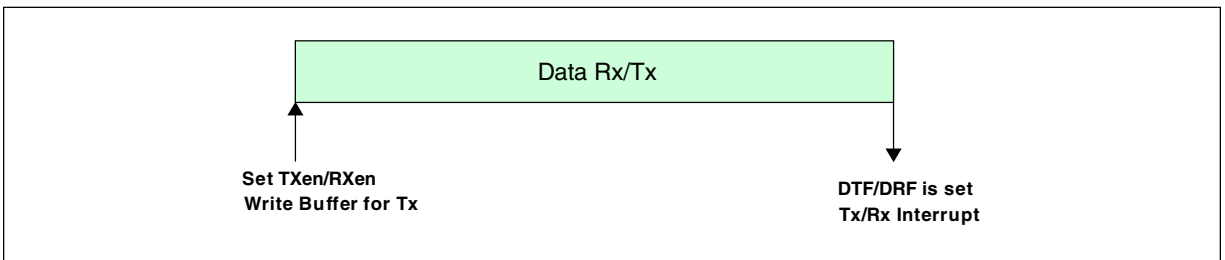 Data Rx/Tx
Set TXen/RXen
Write Buffer for Tx
DTF/DRF is set
Tx/Rx Interrupt